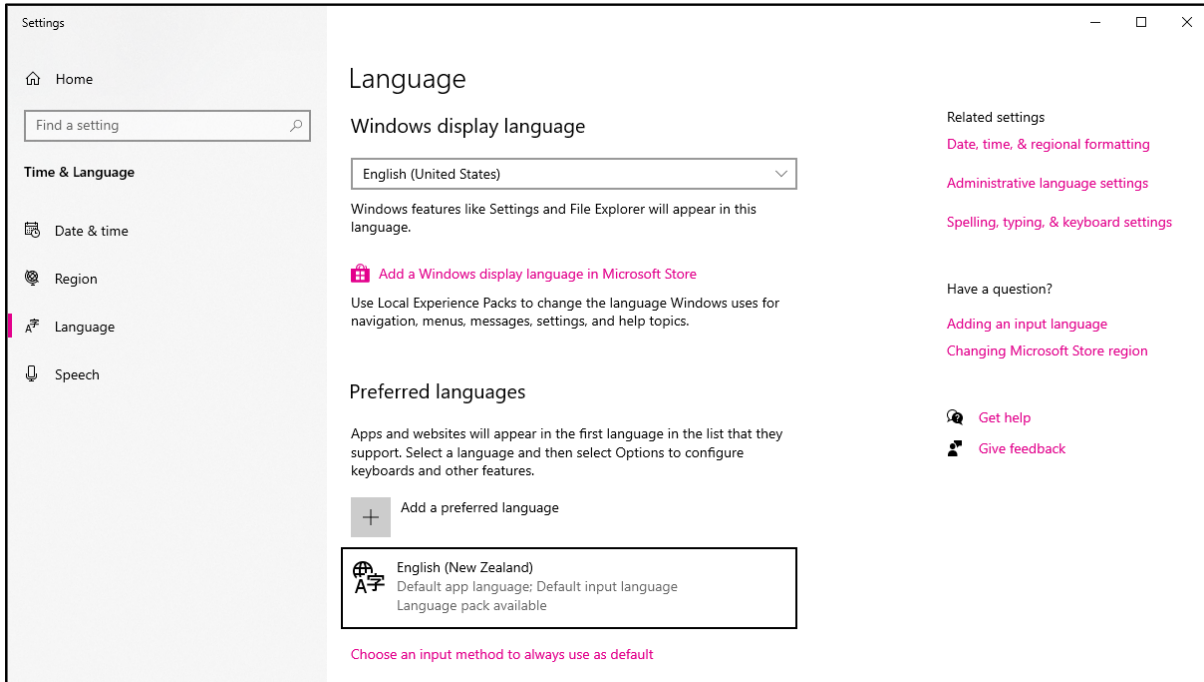 Settings
Home
Find a setting
Time & Language
Date & time
Region
Language
Speech
Language
Windows display language
English (United States)
Windows features like Settings and File Explorer will appear in this
language.
Add a Windows display language in Microsoft Store
Use Local Experience Packs to change the language Windows uses for
navigation, menus, messages, settings, and help topics.
Preferred languages
Apps and websites will appear in the first language in the list that they
support. Select a language and then select Options to configure
keyboards and other features.
Add a preferred language
English (New Zealand)
Default app language; Default input language
Language pack available
Choose an input method to always use as default
Related settings
Date, time, & regional formatting
Administrative language settings
Spelling, typing, & keyboard settings
Have a question?
Adding an input language
Changing Microsoft Store region
Get help
Give feedback